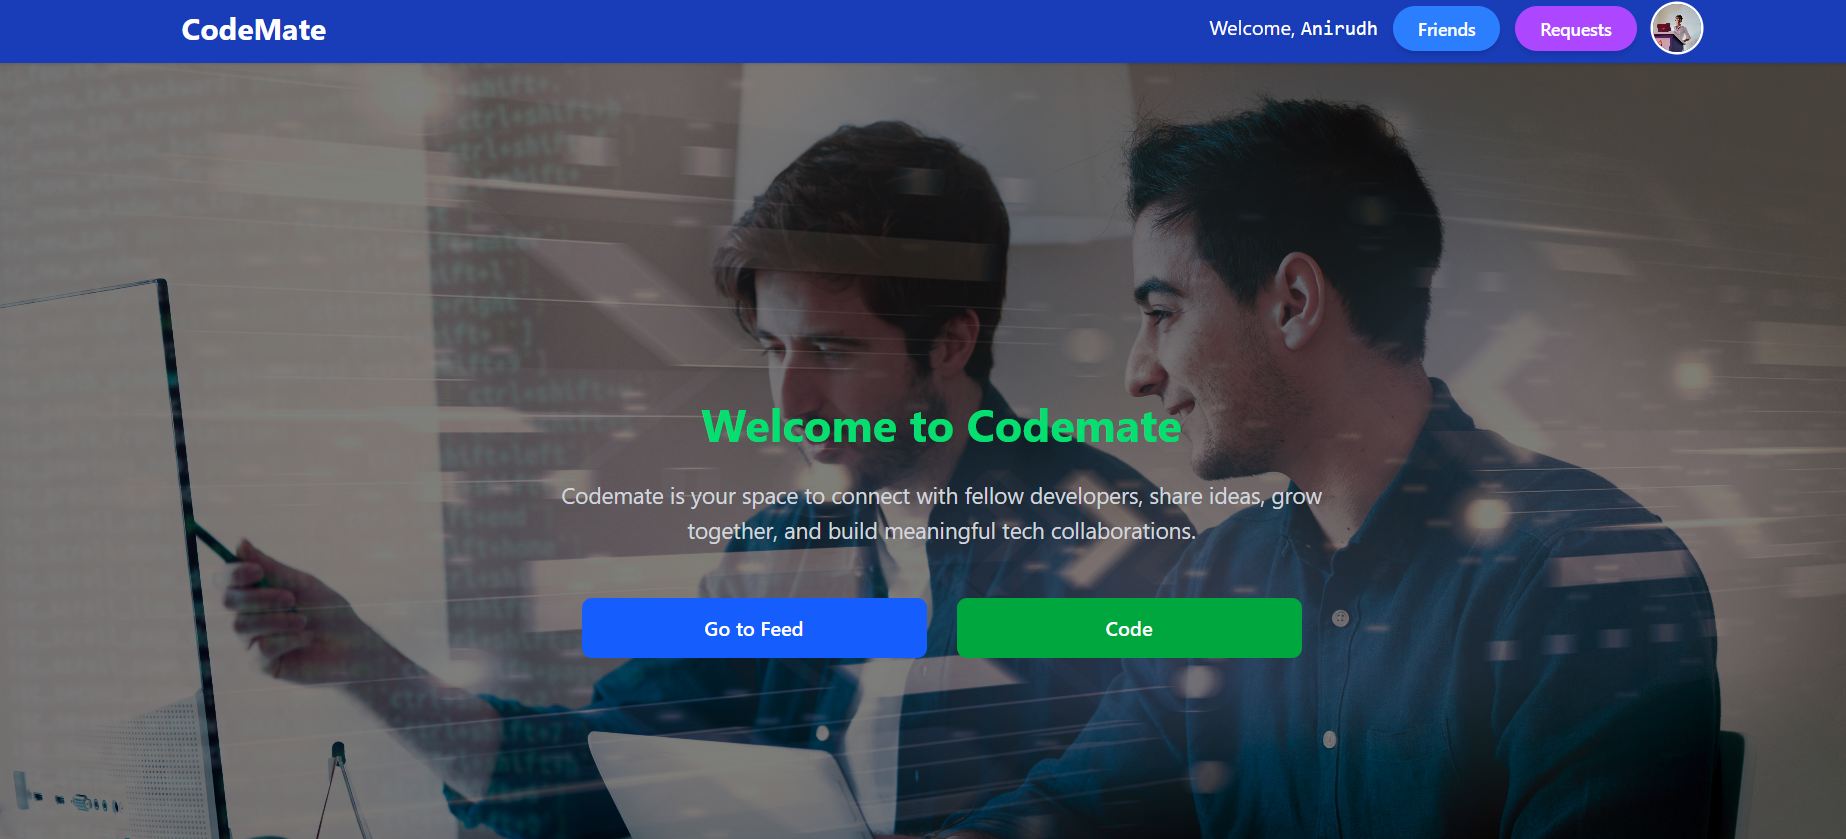 CodeMate
Welcome, Anirudh
Friends
Requests
Welcome to Codemate
Codemate is your space to connect with fellow developers, share ideas, grow
together, and build meaningful tech collaborations.
Go to Feed
Code